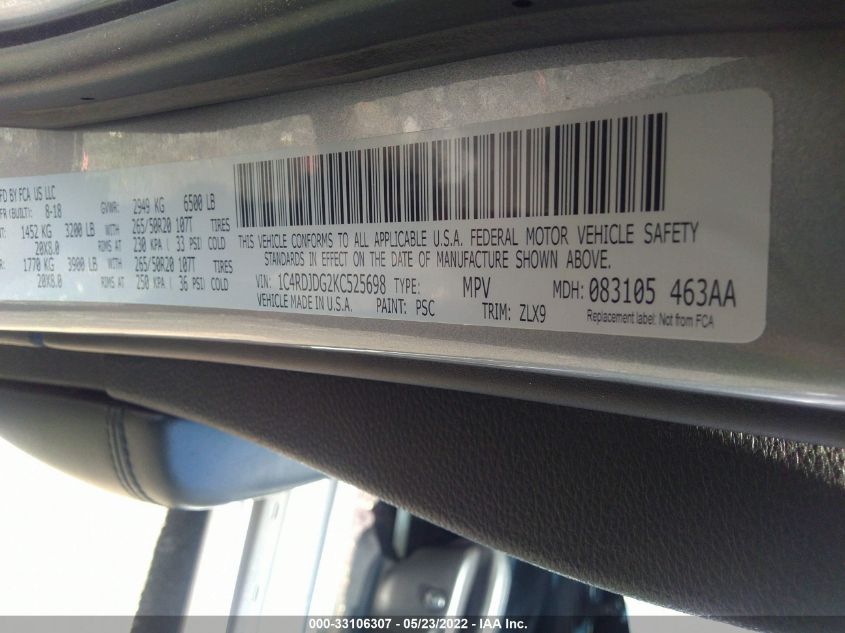 FD BY FCA US LLC
FR (BUILT): 8-18 GVWR: 2949 KG 6500 LB
1452 KG 3200 LB WITH 265/50R20 107T TIRES
20X8.0 RIMS AT 230 KPA ( 33 PSI) COLD
R: 1770 KG 3900 LB WITH 265/50R20 107T TIRES
20X8.0 RIMS AT 250 KPA ( 36 PSI) COLD
THIS VEHICLE CONFORMS TO ALL APPLICABLE U.S.A. FEDERAL MOTOR VEHICLE SAFETY
STANDARDS IN EFFECT ON THE DATE OF MANUFACTURE SHOWN ABOVE.
VIN: 1C4RDJDG2KC525698 TYPE: MPV MDH: 083105 463AA
VEHICLE MADE IN U.S.A. PAINT: PSC TRIM: ZLX9
Replacement label: Not from FCA
000-33106307 - 05/23/2022 - IAA Inc.